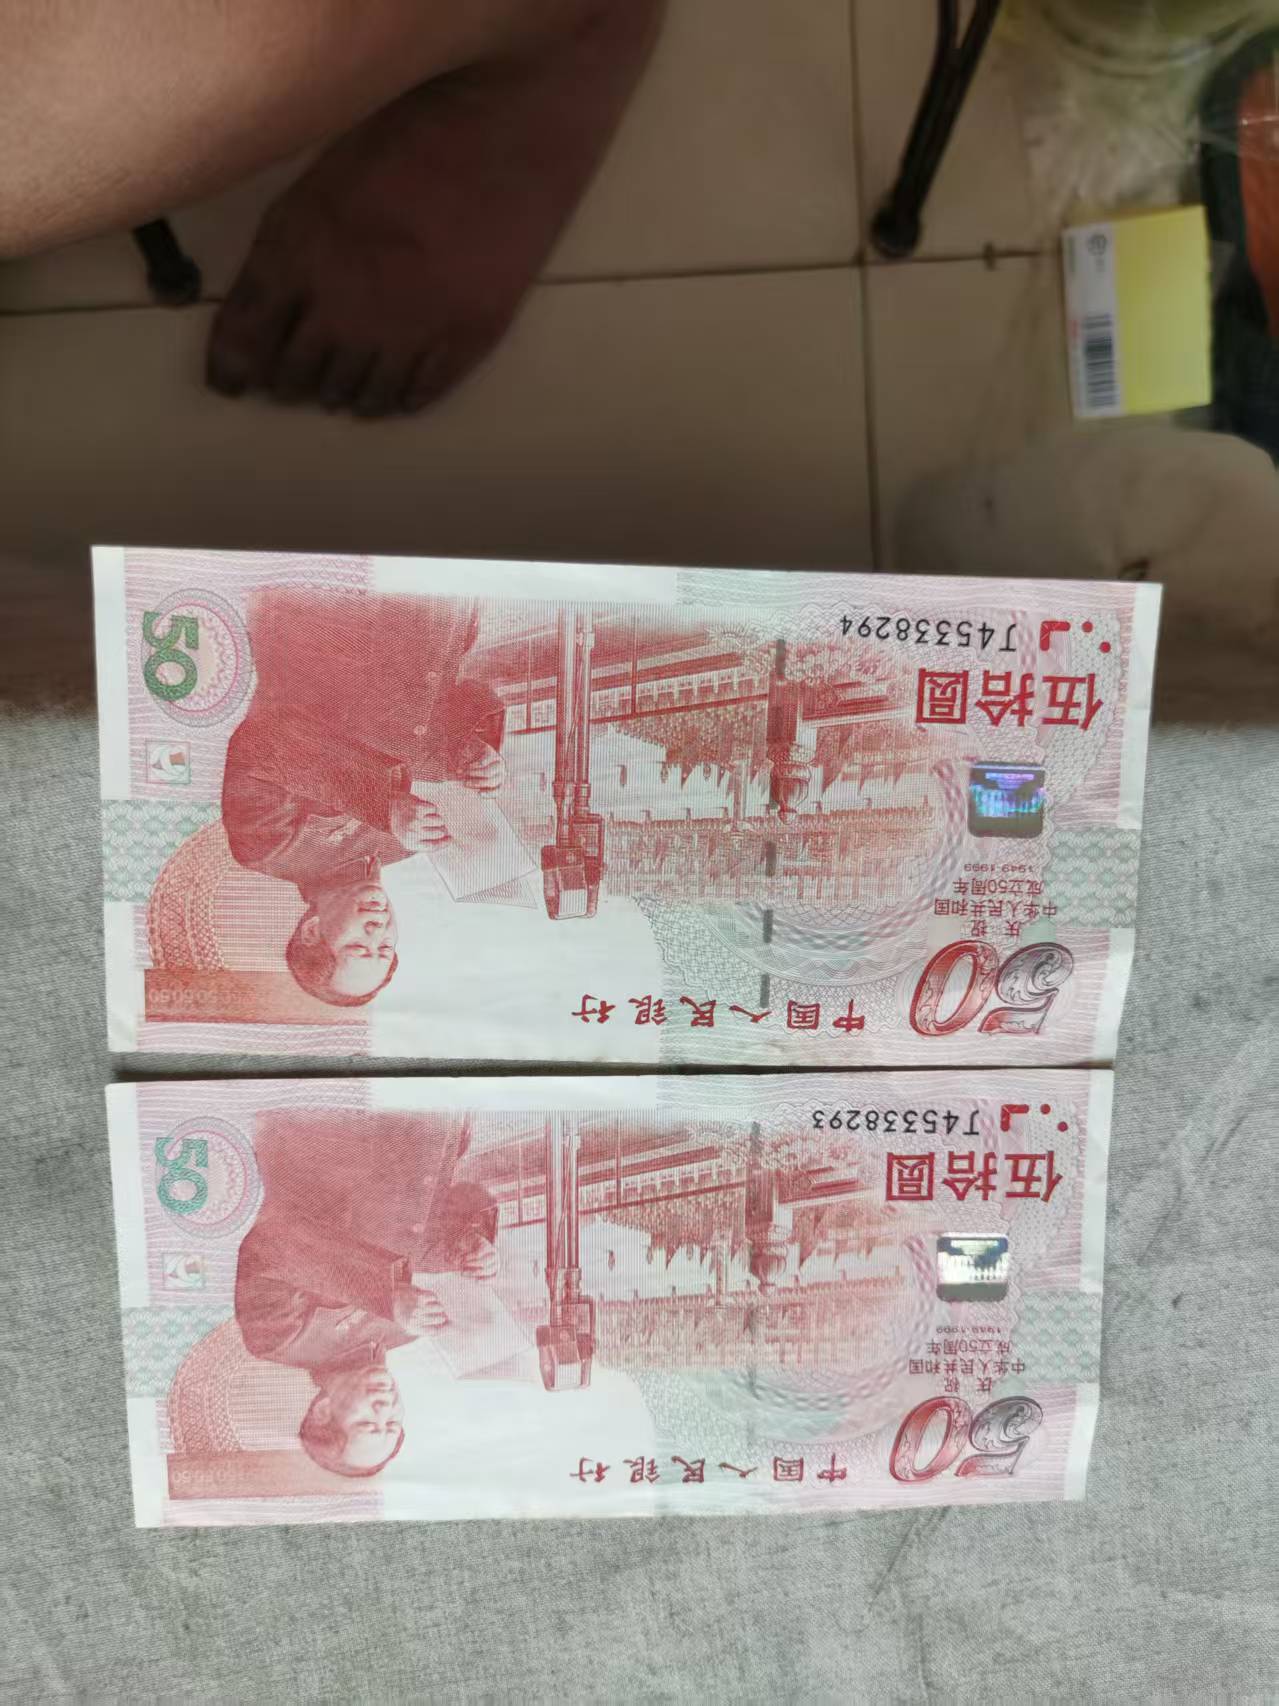 中国人民银行
50
庆祝
中华人民共和国
成立50周年
1949-1999
伍拾圆
J45338293
50
中国人民银行
50
庆祝
中华人民共和国
成立50周年
1949-1999
伍拾圆
J45338294
50